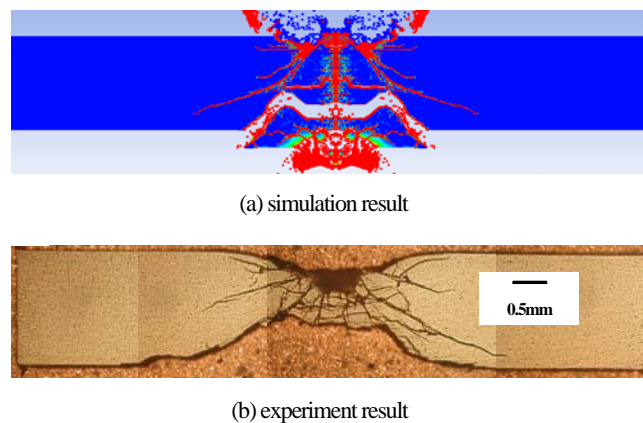 (a) simulation result
0.5mm
(b) experiment result